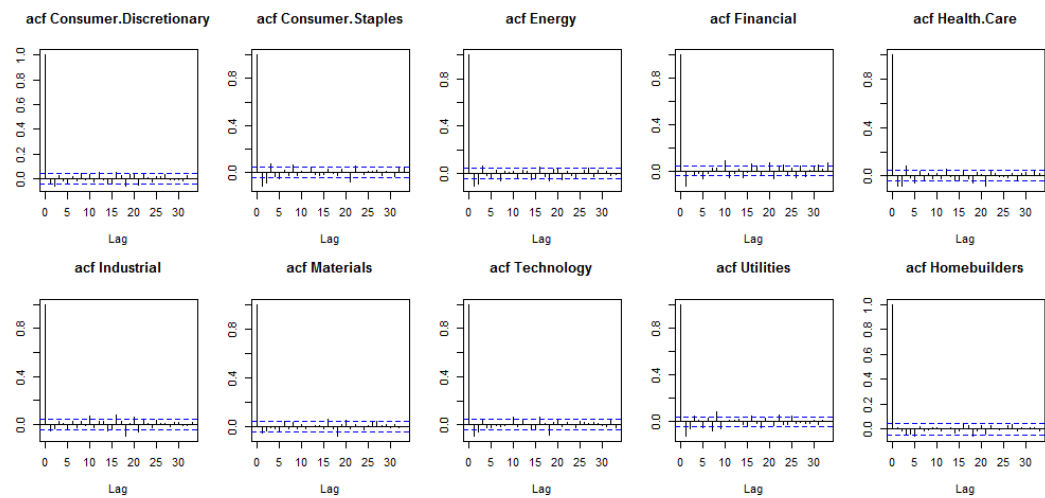 acf Consumer.Discretionary
acf Consumer.Staples
acf Energy
acf Financial
acf Health.Care
0.0 0.2 0.4 0.6 0.8 1.0
0.0 0.4 0.8
0.0 0.4 0.8
0.0 0.4 0.8
0.0 0.4 0.8
0 5 10 15 20 25 30
0 5 10 15 20 25 30
0 5 10 15 20 25 30
0 5 10 15 20 25 30
0 5 10 15 20 25 30
Lag
Lag
Lag
Lag
Lag
acf Industrial
acf Materials
acf Technology
acf Utilities
acf Homebuilders
0.0 0.4 0.8
0.0 0.4 0.8
0.0 0.4 0.8
0.0 0.4 0.8
0.0 0.2 0.4 0.6 0.8 1.0
0 5 10 15 20 25 30
0 5 10 15 20 25 30
0 5 10 15 20 25 30
0 5 10 15 20 25 30
0 5 10 15 20 25 30
Lag
Lag
Lag
Lag
Lag